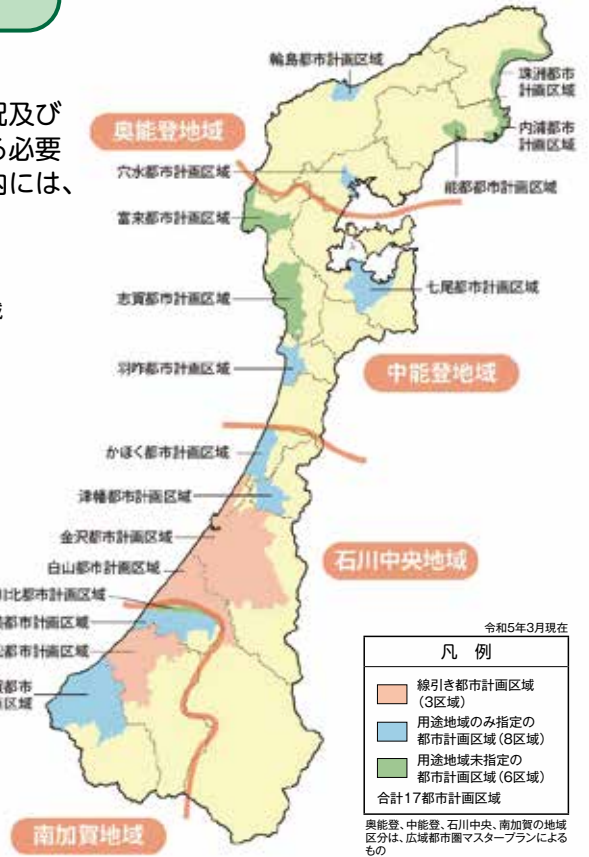 況及び
る必要
内には、
輪島都市計画区域
珠洲都市
計画区域
内浦都市
計画区域
奥能登地域
穴水都市計画区域
能都都市計画区域
富来都市計画区域
志賀都市計画区域
七尾都市計画区域
羽咋都市計画区域
中能登地域
かほく都市計画区域
津幡都市計画区域
金沢都市計画区域
石川中央地域
白山都市計画区域
川北都市計画区域
都市計画区域
都市計画区域
都市
区域
南加賀地域
令和5年3月現在
凡 例
線引き都市計画区域
(3区域)
用途地域のみ指定の
都市計画区域(8区域)
用途地域未指定の
都市計画区域(6区域)
合計17都市計画区域
奥能登、中能登、石川中央、南加賀の地域
区分は、広域都市圏マスタープランによる
もの